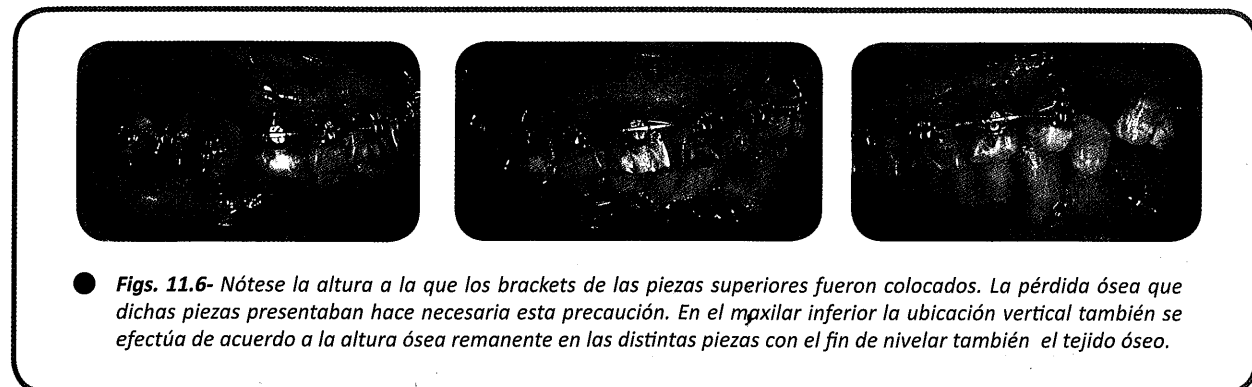 Figs. 11.6- Nótese la altura a la que los brackets de las piezas superiores fueron colocados. La pérdida ósea que
dichas piezas presentaban hace necesaria esta precaución. En el maxilar inferior la ubicación vertical también se
efectúa de acuerdo a la altura ósea remanente en las distintas piezas con el fin de nivelar también el tejido óseo.